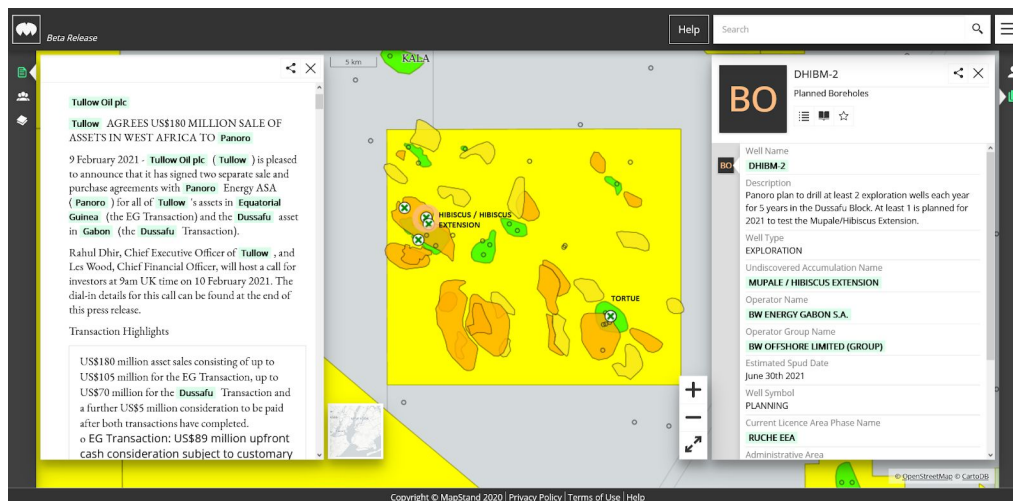 Beta Release
Help
Search
Tullow Oil plc
Tullow AGREES US$180 MILLION SALE OF
ASSETS IN WEST AFRICA TO Panoro
9 February 2021 - Tullow Oil plc ( Tullow ) is pleased
to announce that it has signed two separate sale and
purchase agreements with Panoro Energy ASA
( Panoro ) for all of Tullow 's assets in Equatorial
Guinea (the EG Transaction) and the Dussafu asset
in Gabon (the Dussafu Transaction).
Rahul Dhir, Chief Executive Officer of Tullow , and
Les Wood, Chief Financial Officer, will host a call for
investors at 9am UK time on 10 February 2021. The
dial-in details for this call can be found at the end of
this press release.
Transaction Highlights
US$180 million asset sales consisting of up to
US$105 million for the EG Transaction, up to
US$70 million for the Dussafu Transaction and
a further US$5 million consideration to be paid
after both transactions have completed.
o EG Transaction: US$89 million upfront
cash consideration subject to customary
5 km
KALA
HIBISCUS / HIBISCUS
EXTENSION
TORTUE
BO
DHIBM-2
Planned Boreholes
BO
Well Name
DHIBM-2
Description
Panoro plan to drill at least 2 exploration wells each year
for 5 years in the Dussafu Block. At least 1 is planned for
2021 to test the Mupale/Hibiscus Extension.
Well Type
EXPLORATION
Undiscovered Accumulation Name
MUPALE / HIBISCUS EXTENSION
Operator Name
BW ENERGY GABON S.A.
Operator Group Name
BW OFFSHORE LIMITED (GROUP)
Estimated Spud Date
June 30th 2021
Well Symbol
PLANNING
Current Licence Area Phase Name
RUCHE EEA
Administrative Area
© OpenStreetMap © CartoDB
Copyright © MapStand 2020 | Privacy Policy | Terms of Use | Help